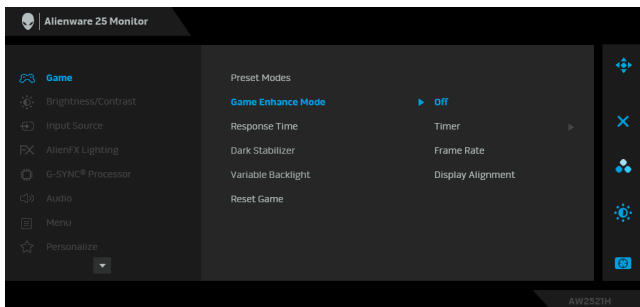 Alienware 25 Monitor
Game
Brightness/Contrast
Input Source
AlienFX Lighting
G-SYNC® Processor
Audio
Menu
Personalize
Preset Modes
Game Enhance Mode
Response Time
Dark Stabilizer
Variable Backlight
Reset Game
Off
Timer
Frame Rate
Display Alignment
AW2521H